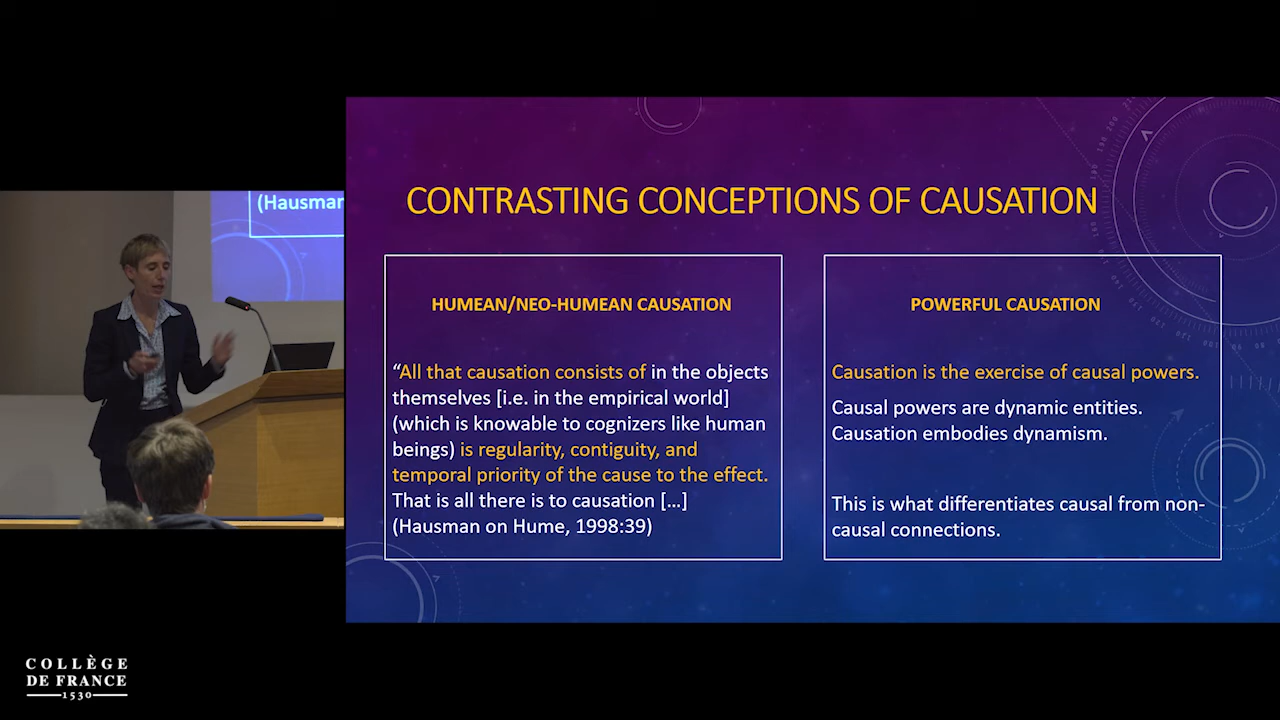 (Hausman
CONTRASTING CONCEPTIONS OF CAUSATION
HUMEAN/NEO-HUMEAN CAUSATION
“All that causation consists of in the objects
themselves [i.e. in the empirical world]
(which is knowable to cognizers like human
beings) is regularity, contiguity, and
temporal priority of the cause to the effect.
That is all there is to causation […]
(Hausman on Hume, 1998:39)
POWERFUL CAUSATION
Causation is the exercise of causal powers.
Causal powers are dynamic entities.
Causation embodies dynamism.
This is what differentiates causal from non-
causal connections.
COLLÈGE
DE FRANCE
1530